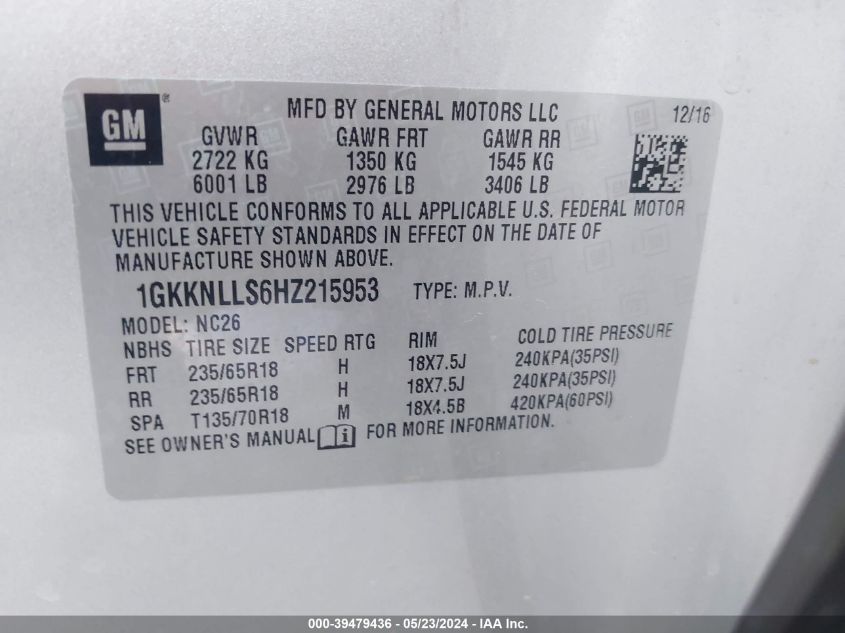 GM ®
MFD BY GENERAL MOTORS LLC 12/16
GVWR GAWR FRT GAWR RR
2722 KG 1350 KG 1545 KG
6001 LB 2976 LB 3406 LB
THIS VEHICLE CONFORMS TO ALL APPLICABLE U.S. FEDERAL MOTOR
VEHICLE SAFETY STANDARDS IN EFFECT ON THE DATE OF
MANUFACTURE SHOWN ABOVE.
1GKKNLLS6HZ215953 TYPE: M.P.V.
MODEL: NC26
NBHS TIRE SIZE SPEED RTG RIM COLD TIRE PRESSURE
FRT 235/65R18 H 18X7.5J 240KPA(35PSI)
RR 235/65R18 H 18X7.5J 240KPA(35PSI)
SPA T135/70R18 M 18X4.5B 420KPA(60PSI)
SEE OWNER'S MANUAL i FOR MORE INFORMATION.
000-39479436 - 05/23/2024 - IAA Inc.